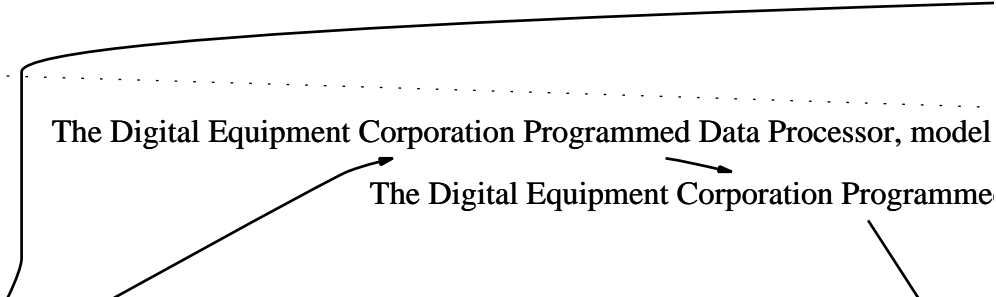 The Digital Equipment Corporation Programmed Data Processor, model
The Digital Equipment Corporation Programmed